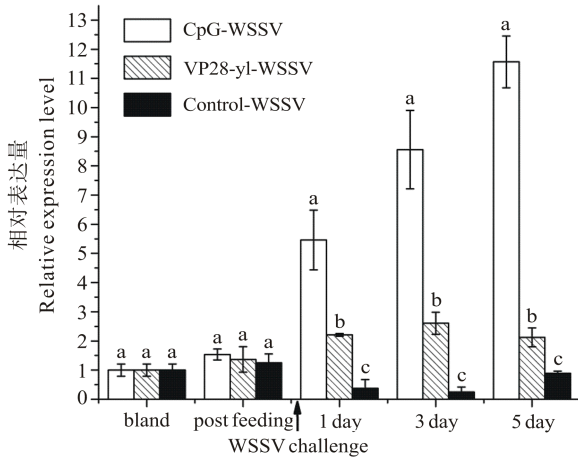 13
12
11
10
9
8
7
6
5
4
3
2
1
0
相对表达量
Relative expression level
CpG-WSSV
VP28-yl-WSSV
Control-WSSV
a a a
a a a
a b c
a b c
a b c
bland post feeding 1 day 3 day 5 day
WSSV challenge